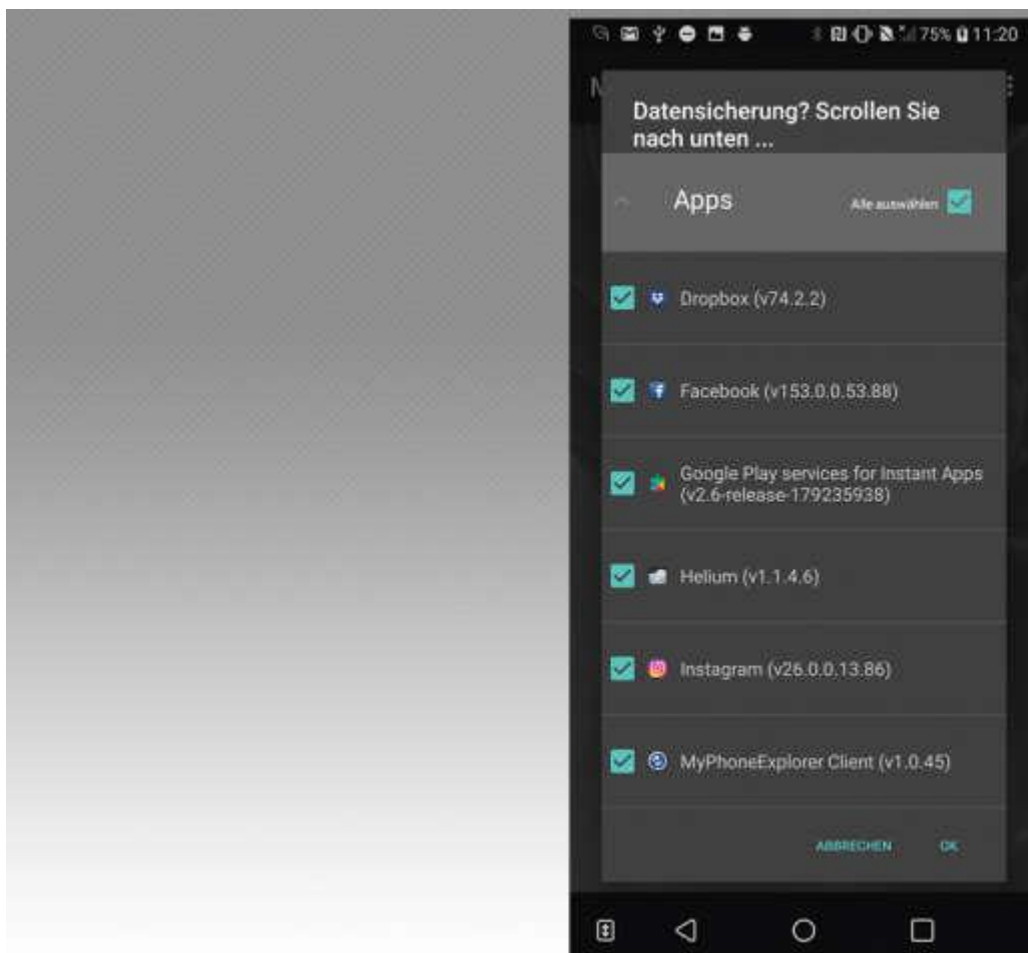 75% 11:20
Datensicherung? Scrollen Sie
nach unten ...
Apps
Alle auswählen
Dropbox (v74.2.2)
Facebook (v153.0.0.53.88)
Google Play services for Instant Apps
(v2.6-release-179235938)
Helium (v1.1.4.6)
Instagram (v26.0.0.13.86)
MyPhoneExplorer Client (v1.0.45)
ABBRECHEN OK